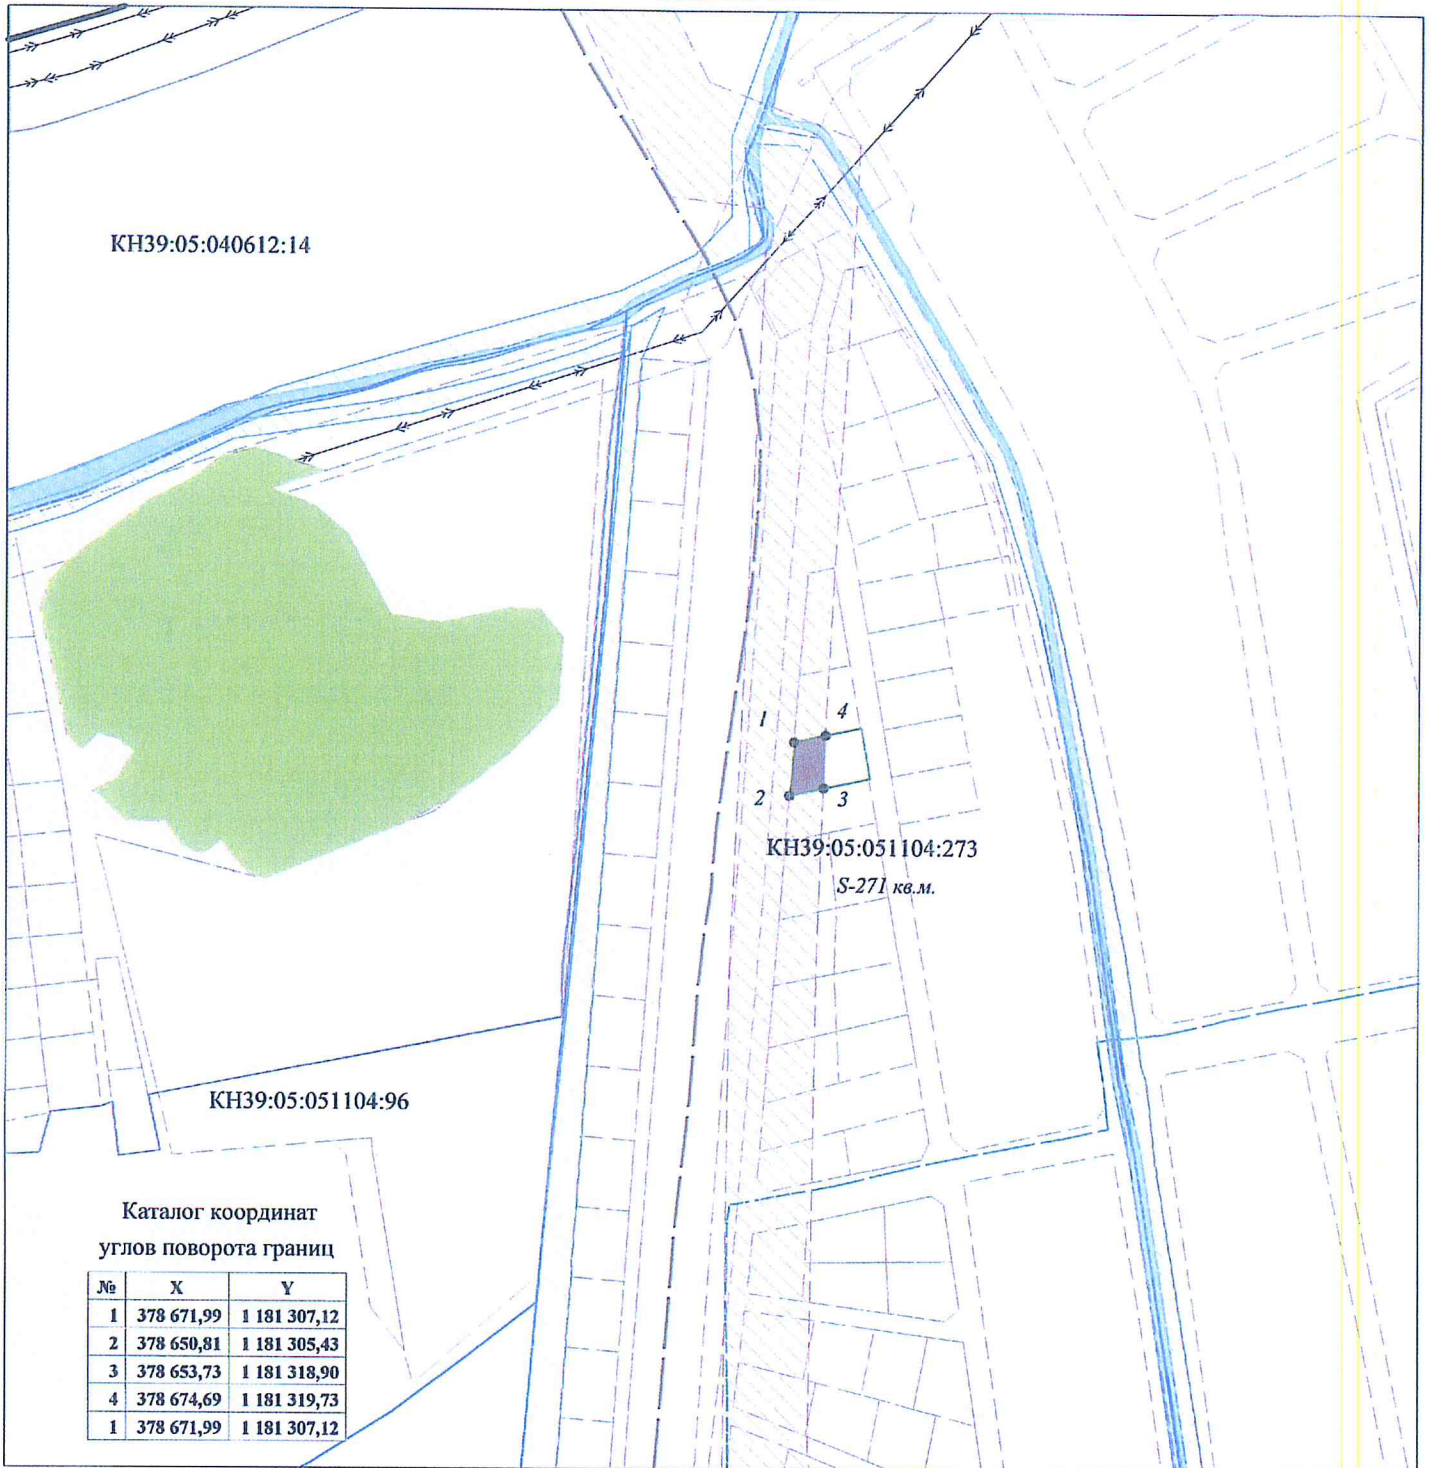 КН39:05:040612:14
1
4
2
3
КН39:05:051104:273
S-271 кв.м.
КН39:05:051104:96
Каталог координат
углов поворота границ
№ X Y
1 378 671,99 1 181 307,12
2 378 650,81 1 181 305,43
3 378 653,73 1 181 318,90
4 378 674,69 1 181 319,73
1 378 671,99 1 181 307,12